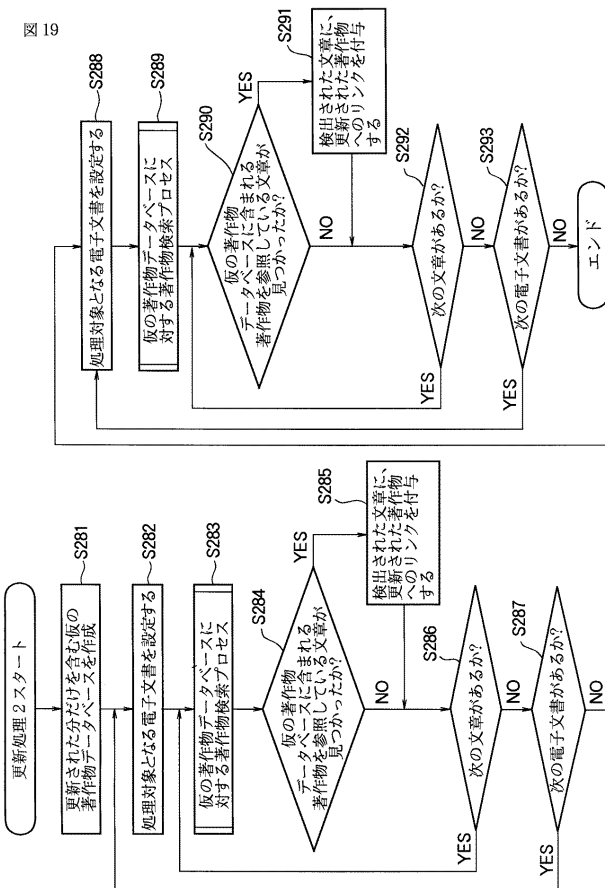 図 19
更新処理２スタート
更新された分だけを含む仮の
著作物データベースを作成
S281
処理対象となる電子文書を設定する
S282
仮の著作物データベースに
対する著作物検索プロセス
S283
仮の著作物
データベースに含まれる
著作物を参照している文章が
見つかったか?
S284
YES
NO
検出された文章に、
更新された著作物
へのリンクを付与
する
S285
次の文章があるか?
S286
YES
NO
次の電子文書があるか?
S287
YES
NO
処理対象となる電子文書を設定する
S288
仮の著作物データベースに
対する著作物検索プロセス
S289
仮の著作物
データベースに含まれる
著作物を参照している文章が
見つかったか?
S290
YES
NO
検出された文章に、
更新された著作物
へのリンクを付与
する
S291
次の文章があるか?
S292
YES
NO
次の電子文書があるか?
S293
YES
NO
エンド